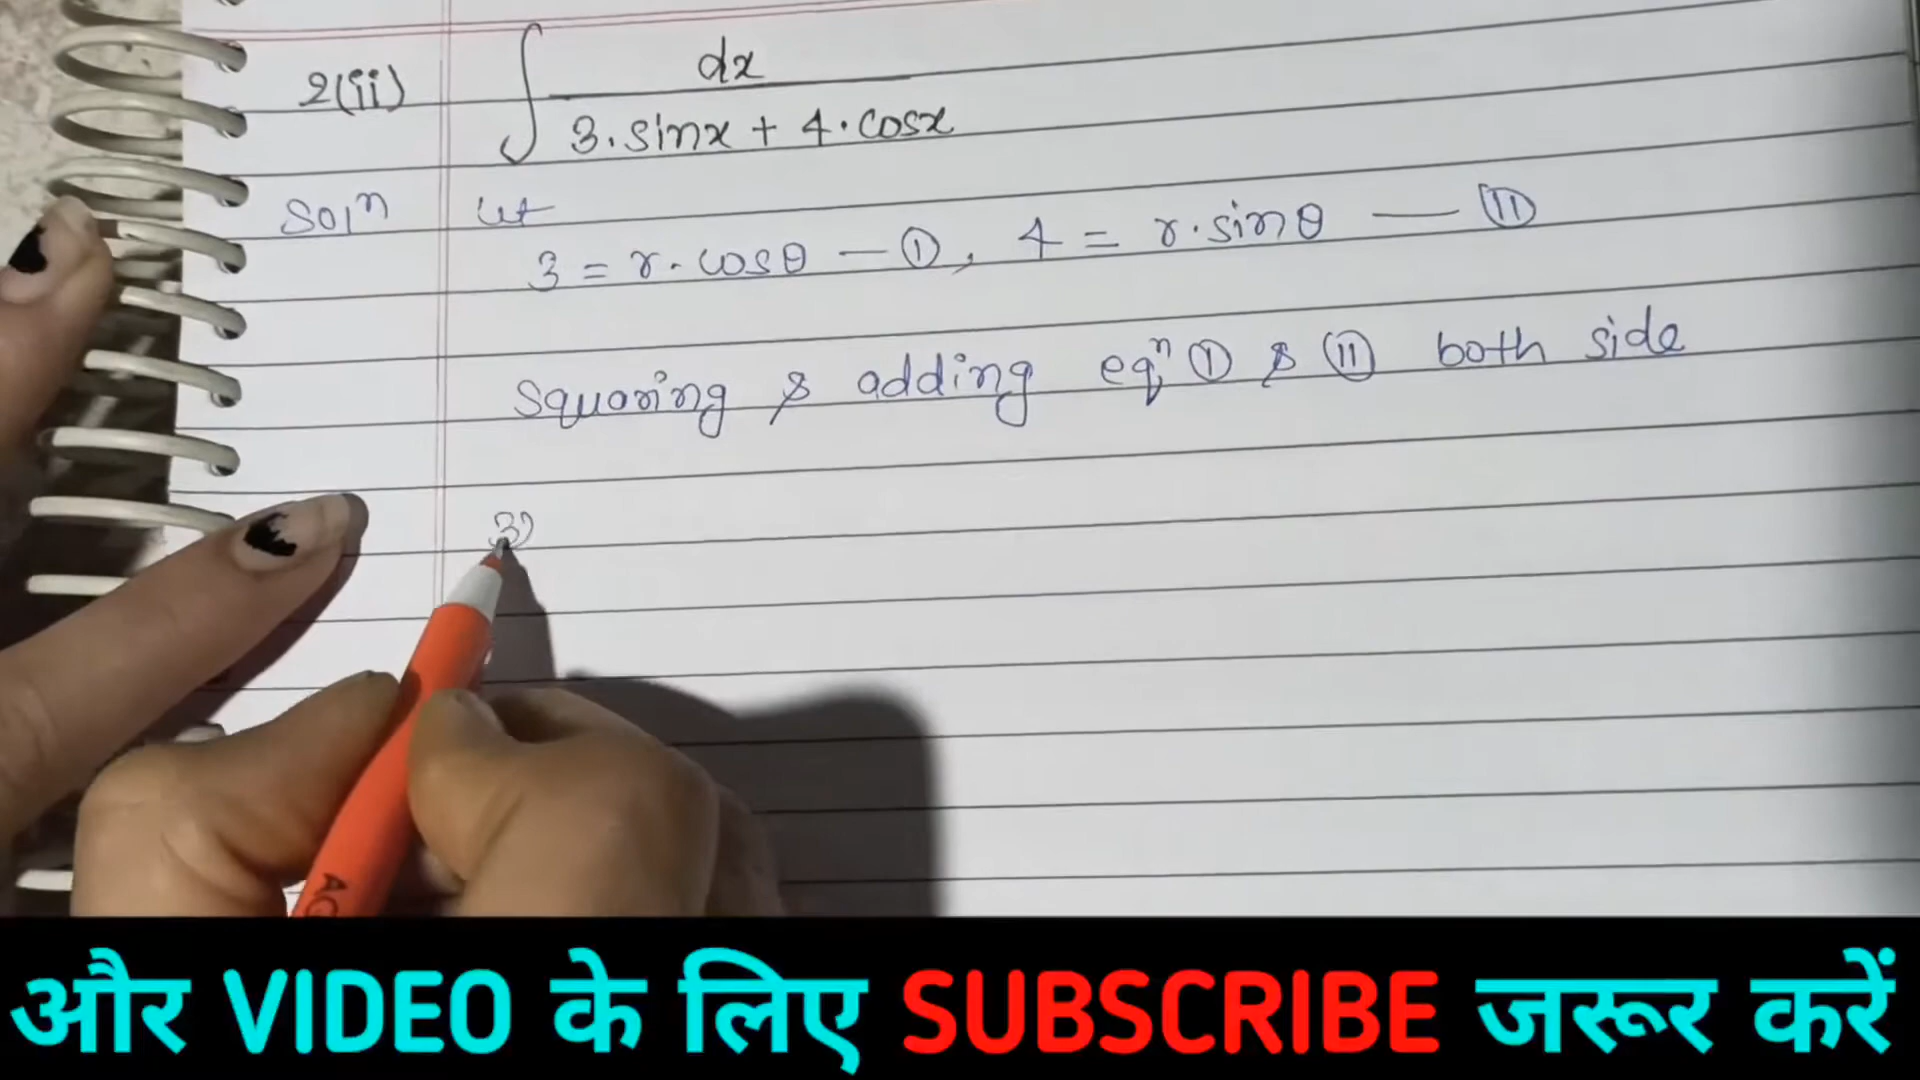 2(ii) ∫ dx
3.sinx + 4.cosx
Solⁿ let
3 = r.cosθ — ①, 4 = r.sinθ — ⑪
squaring & adding eqⁿ ① & ⑪ both side
3)
AC
और VIDEO के लिए SUBSCRIBE जरूर करें